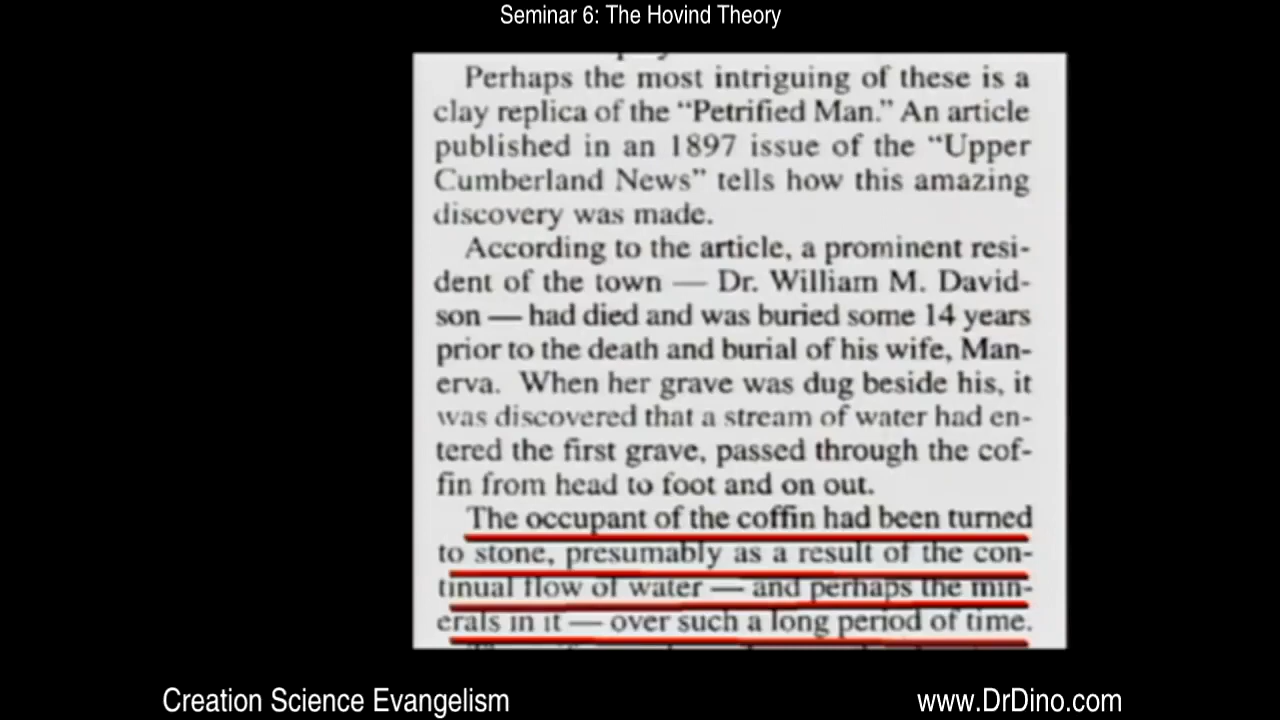 Seminar 6: The Hovind Theory
Perhaps the most intriguing of these is a
clay replica of the “Petrified Man.” An article
published in an 1897 issue of the “Upper
Cumberland News” tells how this amazing
discovery was made.
According to the article, a prominent resi-
dent of the town — Dr. William M. David-
son — had died and was buried some 14 years
prior to the death and burial of his wife, Man-
erva. When her grave was dug beside his, it
was discovered that a stream of water had en-
tered the first grave, passed through the cof-
fin from head to foot and on out.
The occupant of the coffin had been turned
to stone, presumably as a result of the con-
tinual flow of water — and perhaps the min-
erals in it — over such a long period of time.
Creation Science Evangelism
www.DrDino.com